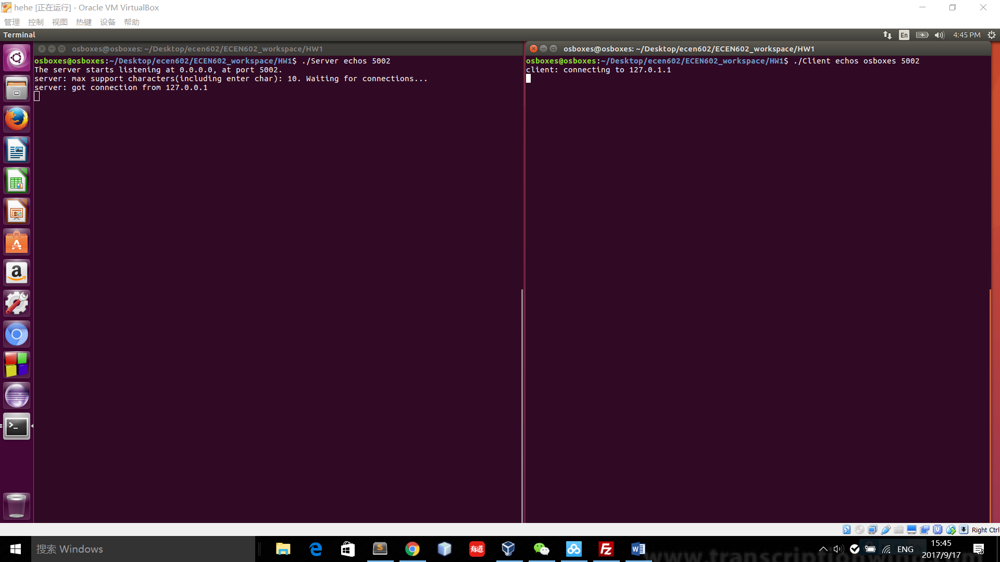 hehe [正在运行] - Oracle VM VirtualBox
管理 控制 视图 热键 设备 帮助
Terminal
En
4:45 PM
osboxes@osboxes: ~/Desktop/ecen602/ECEN602_workspace/HW1
osboxes@osboxes:~/Desktop/ecen602/ECEN602_workspace/HW1$ ./Server echos 5002
The server starts listening at 0.0.0.0, at port 5002.
server: max support characters(including enter char): 10. Waiting for connections...
server: got connection from 127.0.0.1
osboxes@osboxes: ~/Desktop/ecen602/ECEN602_workspace/HW1
osboxes@osboxes:~/Desktop/ecen602/ECEN602_workspace/HW1$ ./Client echos osboxes 5002
client: connecting to 127.0.1.1
Right Ctrl
搜索 Windows
有道
ENG
15:45
2017/9/17